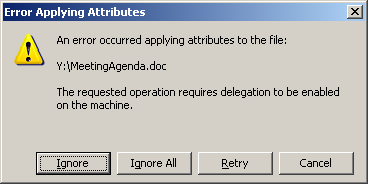 Error Applying Attributes
An error occurred applying attributes to the file:
Y:\MeetingAgenda.doc
The requested operation requires delegation to be enabled
on the machine.
Ignore
Ignore All
Retry
Cancel